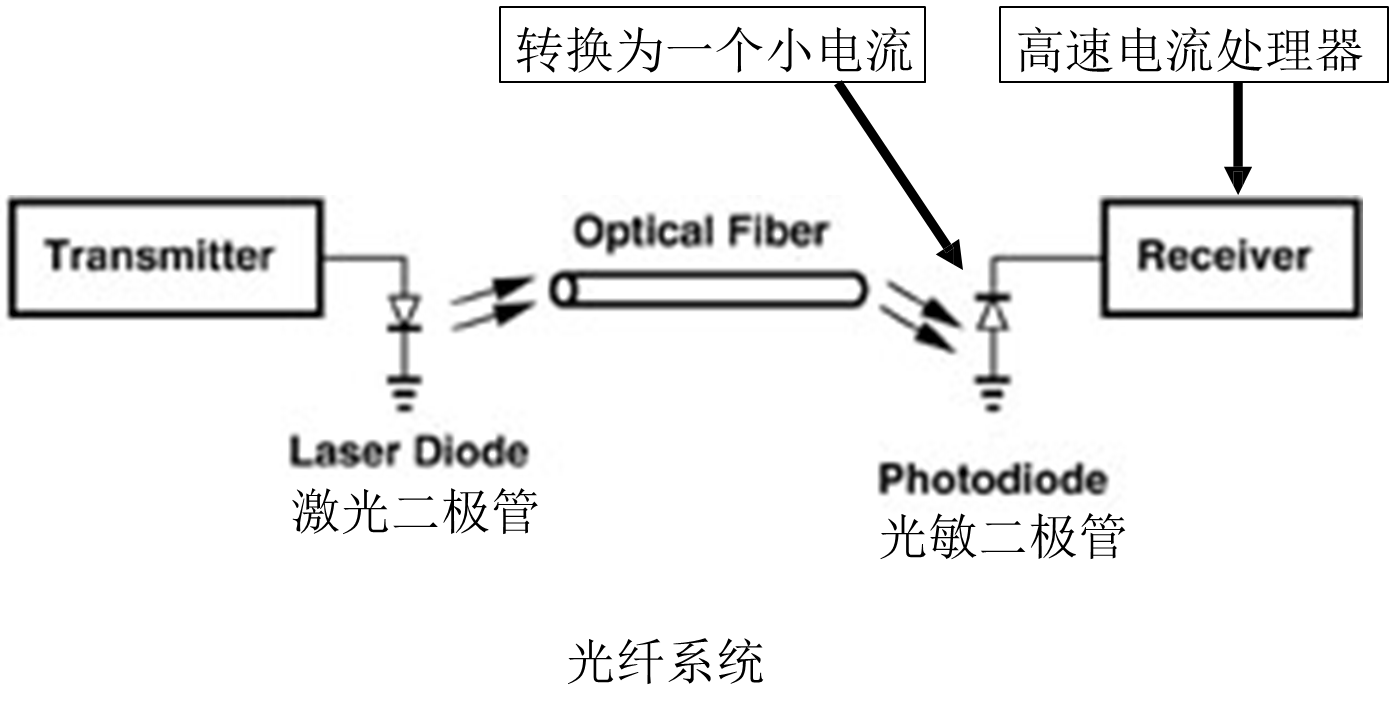 转换为一个小电流
高速电流处理器
Transmitter
Optical Fiber
Receiver
Laser Diode
激光二极管
Photodiode
光敏二极管
光纤系统